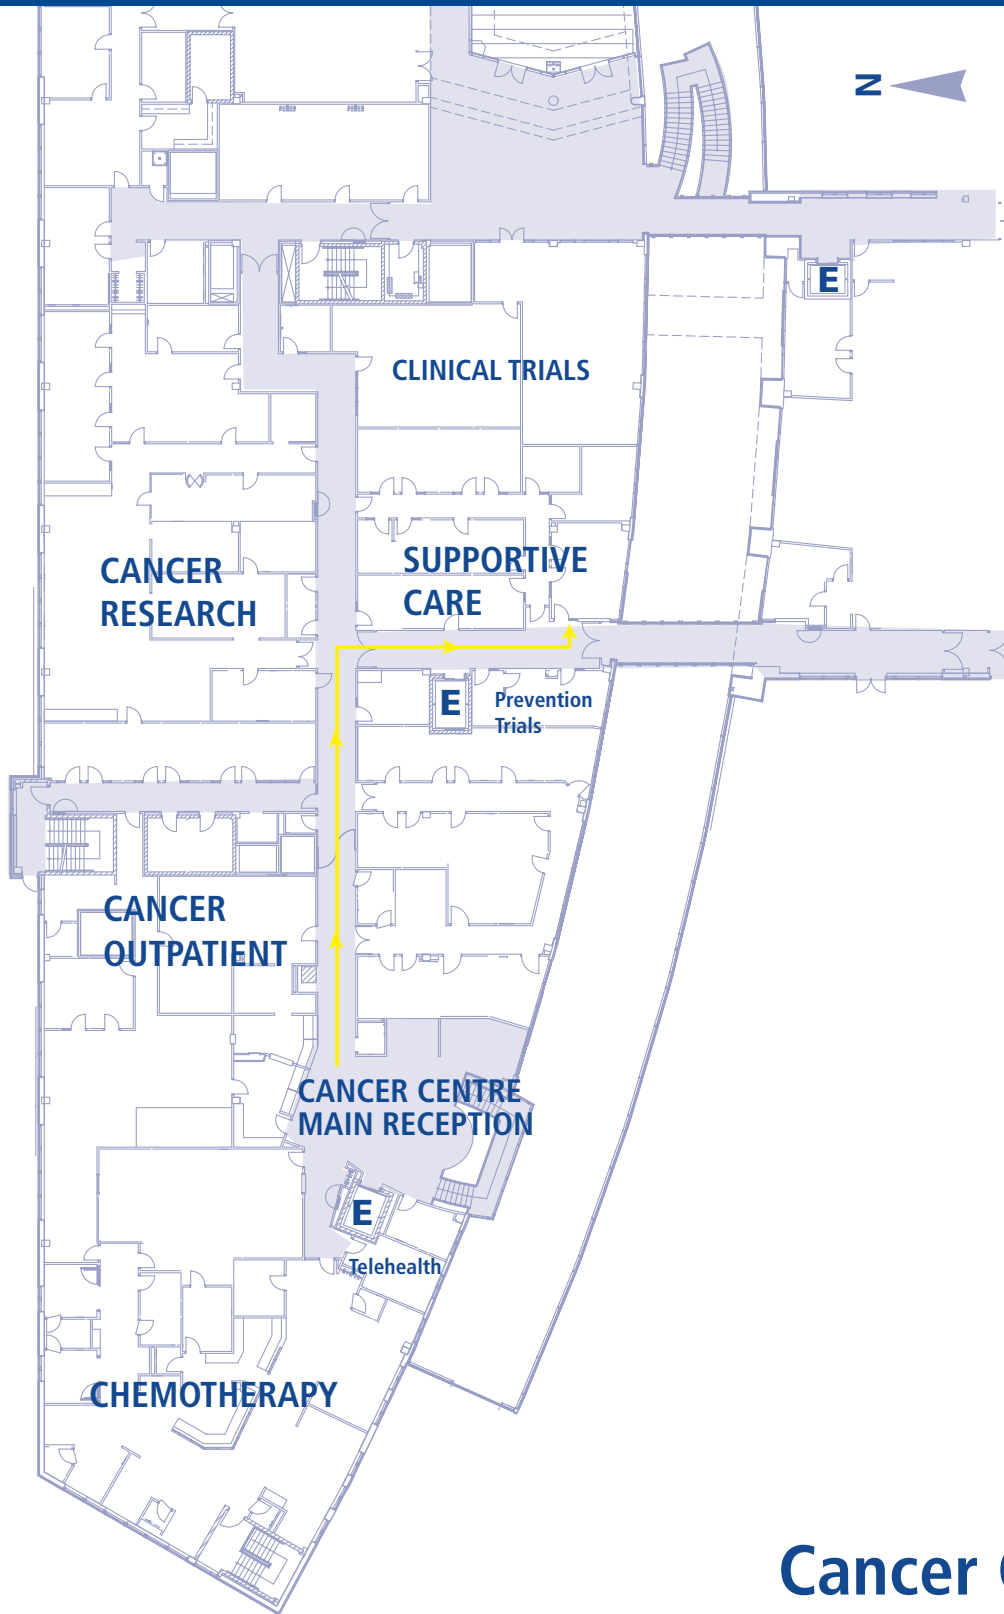 N
E
CLINICAL TRIALS
SUPPORTIVE
CARE
CANCER
RESEARCH
E
Prevention
Trials
CANCER
OUTPATIENT
CANCER CENTRE
MAIN RECEPTION
E
Telehealth
CHEMOTHERAPY
Cancer